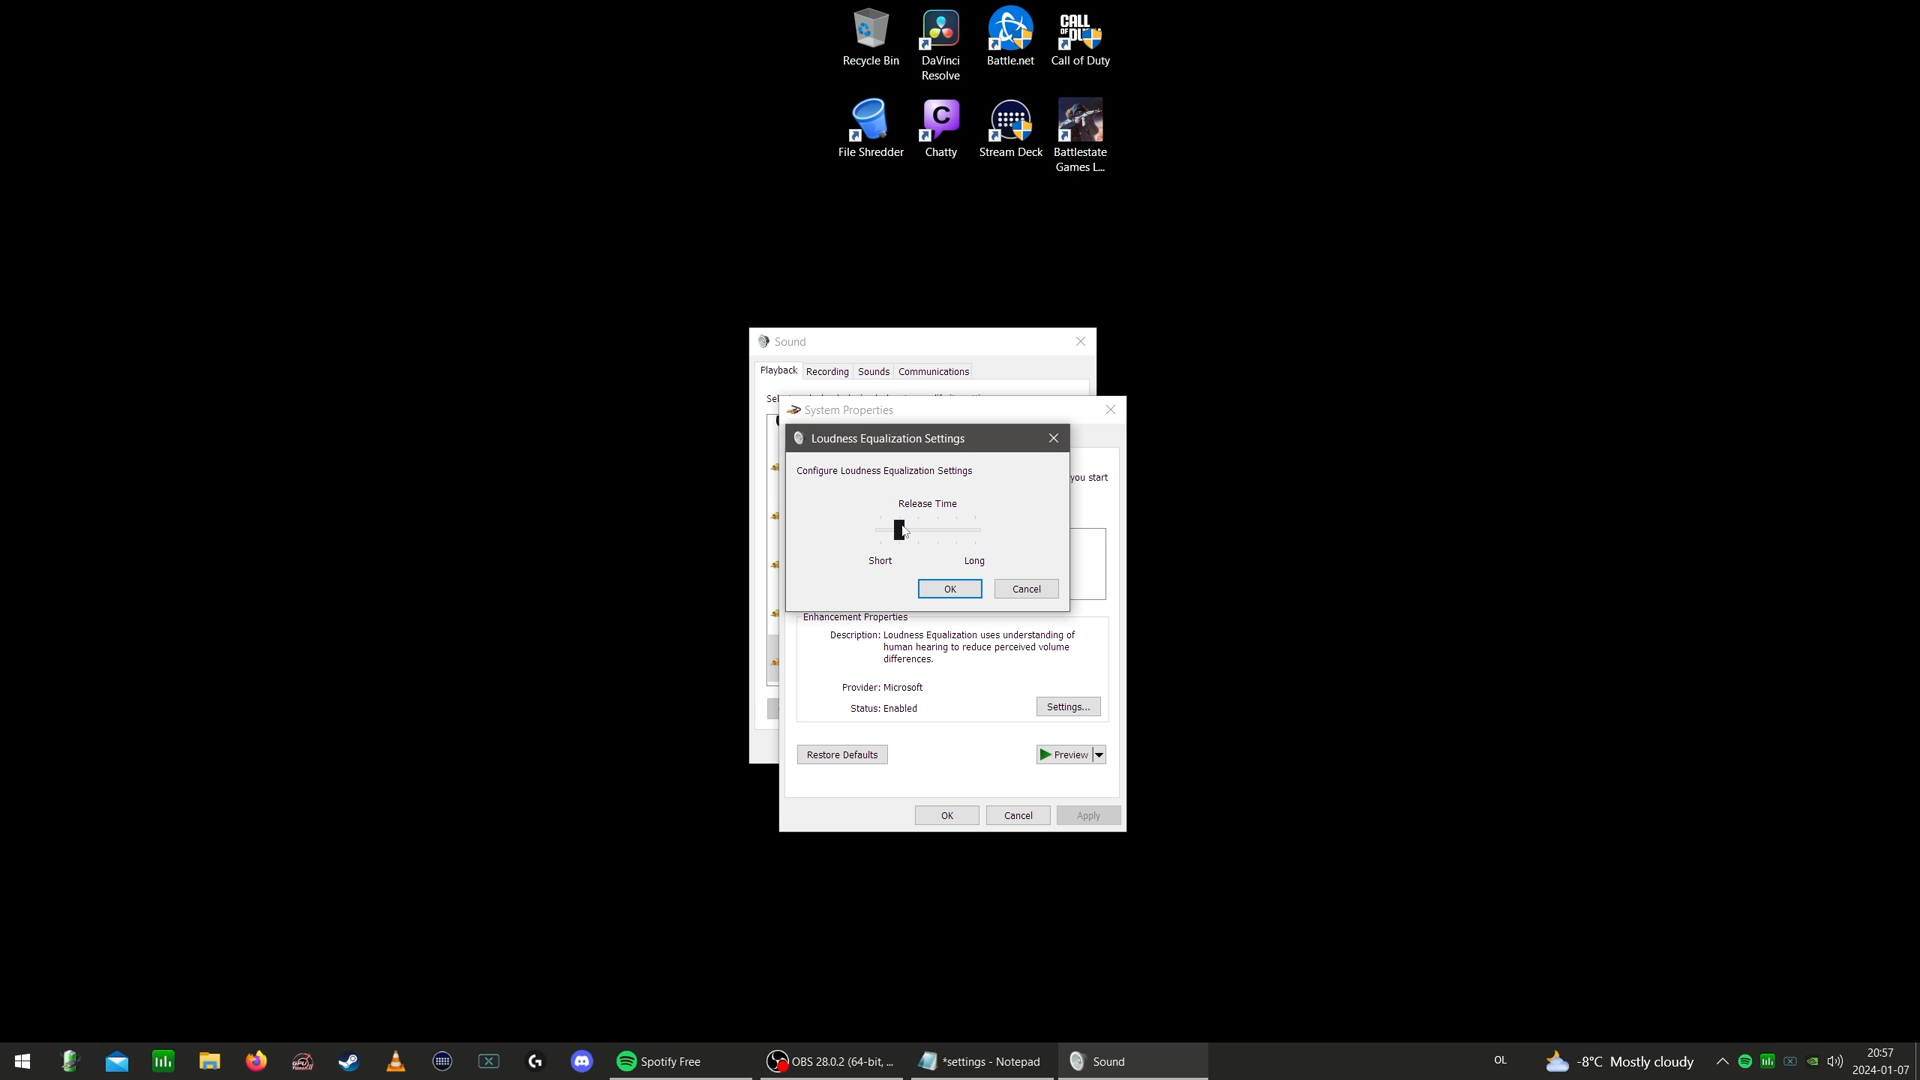 Recycle Bin
DaVinci
Resolve
Battle.net
CALL
OF DUTY
Call of Duty
File Shredder
C
Chatty
Stream Deck
Battlestate
Games L...
Sound
Playback
Recording
Sounds
Communications
System Properties
Loudness Equalization Settings
Configure Loudness Equalization Settings
you start
Release Time
Short
Long
OK
Cancel
Enhancement Properties
Description: Loudness Equalization uses understanding of
human hearing to reduce perceived volume
differences.
Provider: Microsoft
Status: Enabled
Settings...
Restore Defaults
Preview
OK
Cancel
Apply
Spotify Free
OBS 28.0.2 (64-bit, ...
*settings - Notepad
Sound
OL
-8°C Mostly cloudy
20:57
2024-01-07